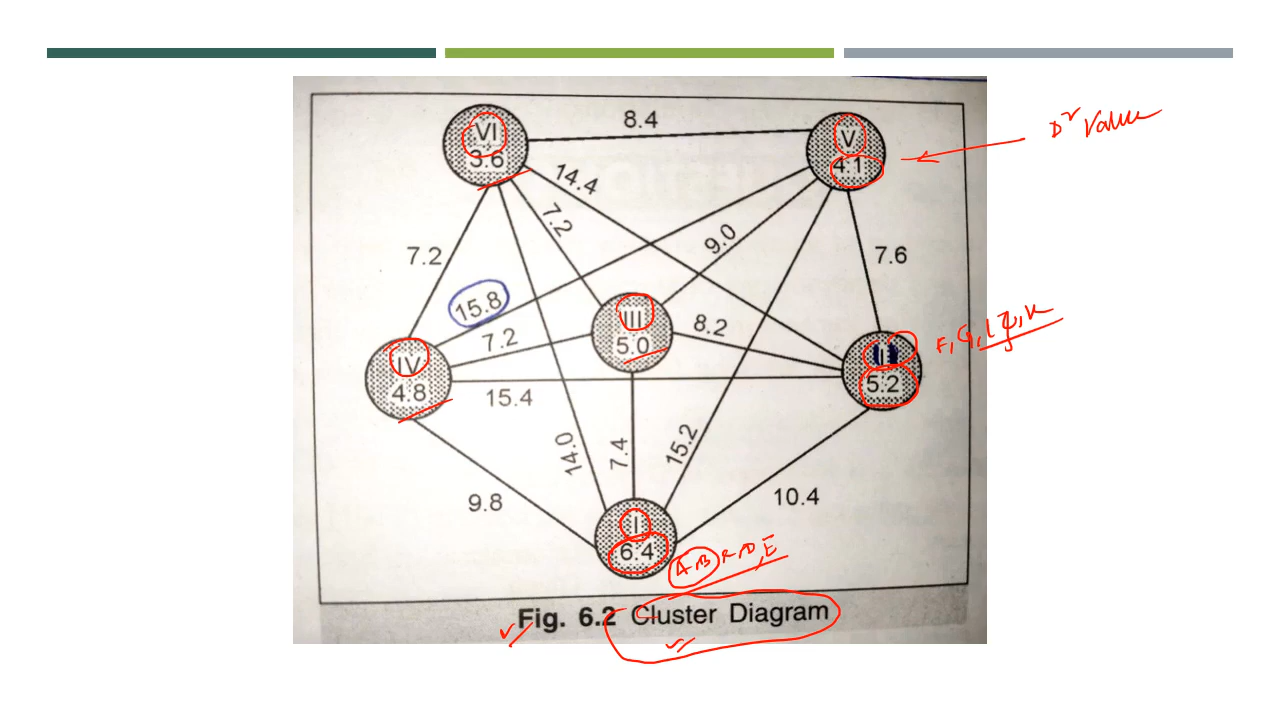 VI
3.6
8.4
V
4.1
D² Value
14.4
7.2
9.0
7.2
7.6
15.8
III
5.0
7.2
8.2
II
5.2
IV
4.8
15.4
14.0
7.4
15.2
9.8
10.4
I
6.4
Fig. 6.2 Cluster Diagram